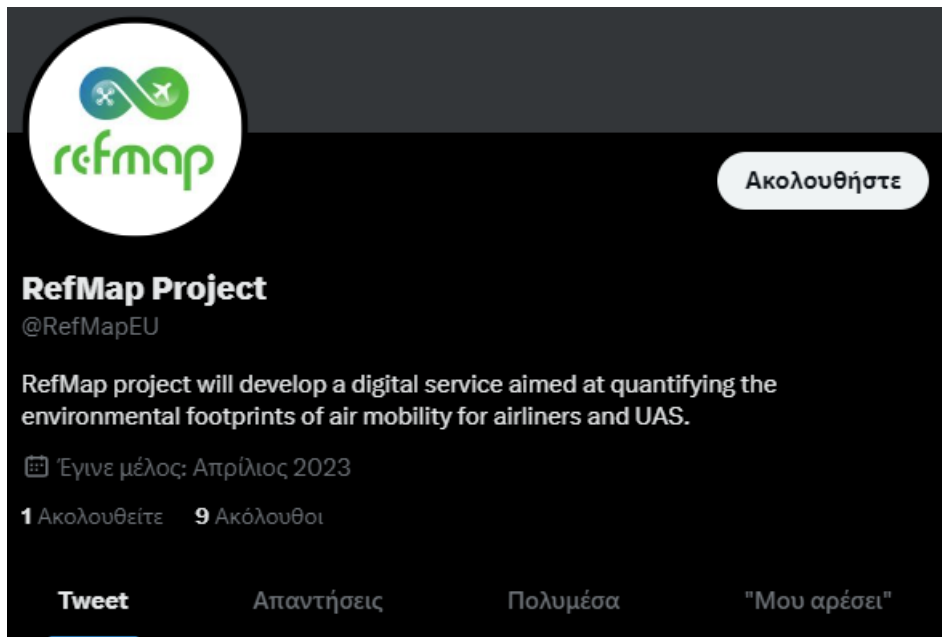 refmap
Ακολουθήστε
RefMap Project
@RefMapEU
RefMap project will develop a digital service aimed at quantifying the
environmental footprints of air mobility for airliners and UAS.
Έγινε μέλος: Απρίλιος 2023
1 Ακολουθείτε 9 Ακόλουθοι
Tweet Απαντήσεις Πολυμέσα "Μου αρέσει"